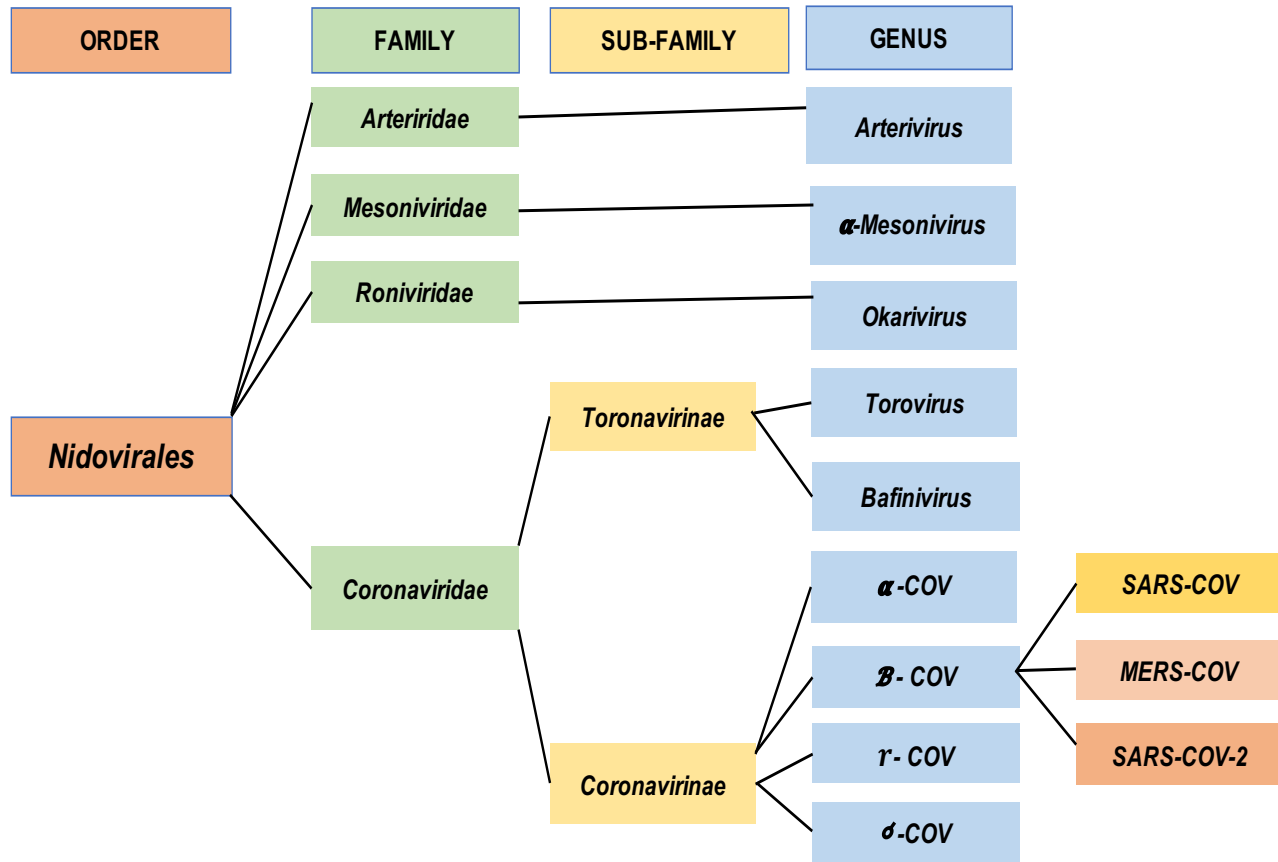 ORDER
FAMILY
SUB-FAMILY
GENUS
Arteriridae
Arterivirus
Mesoniviridae
α-Mesonivirus
Roniviridae
Okarivirus
Nidovirales
Toronavirinae
Torovirus
Bafinivirus
Coronaviridae
α -COV
SARS-COV
ℬ - COV
MERS-COV
Coronavirinae
r - COV
SARS-COV-2
σ -COV